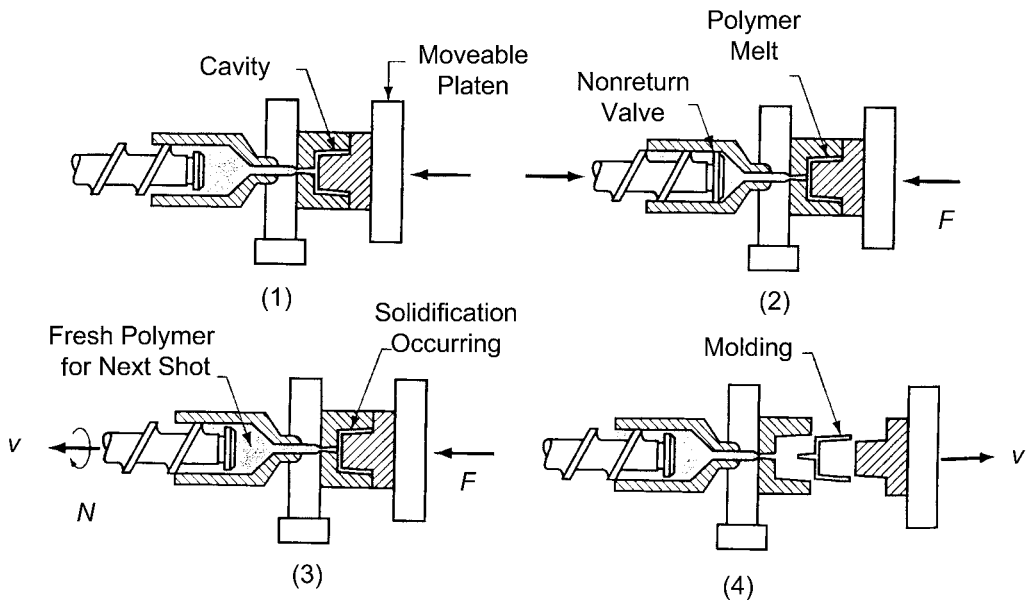 Cavity
Moveable
Platen
(1)
Polymer
Melt
Nonreturn
Valve
F
(2)
Fresh Polymer
for Next Shot
Solidification
Occurring
v
N
F
(3)
Molding
v
(4)